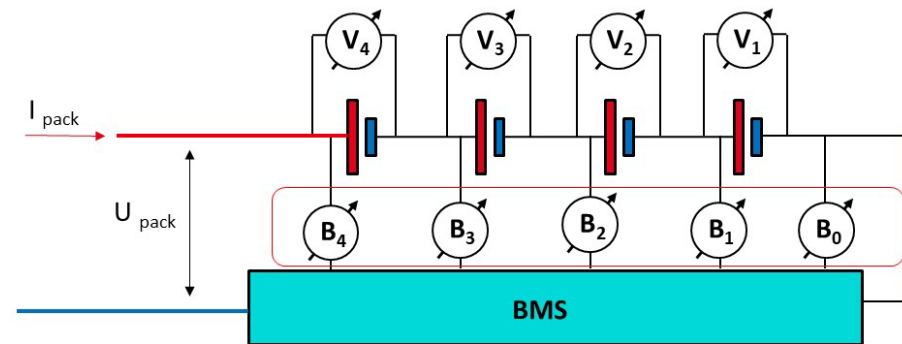 V₄ V₃ V₂ V₁
I pack
U pack
B₄ B₃ B₂ B₁ B₀
BMS